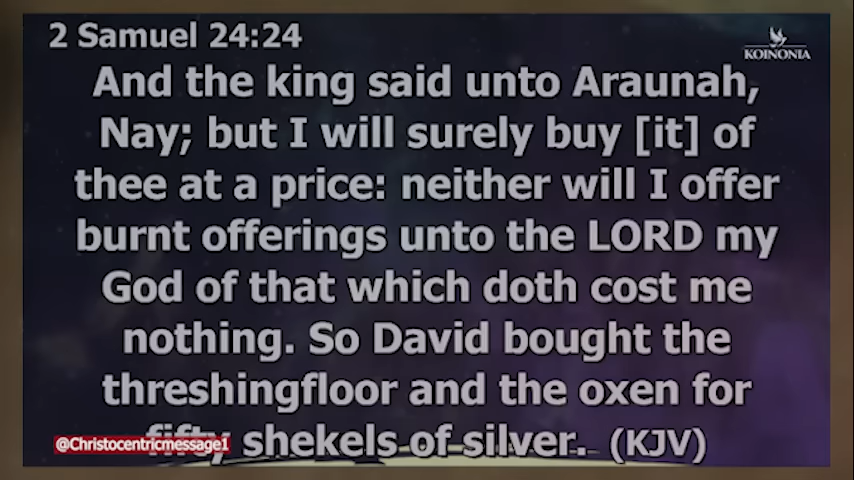 2 Samuel 24:24
KOINONIA
And the king said unto Araunah,
Nay; but I will surely buy [it] of
thee at a price: neither will I offer
burnt offerings unto the LORD my
God of that which doth cost me
nothing. So David bought the
threshingfloor and the oxen for
fifty shekels of silver. (KJV)
@Christocentricmessage1